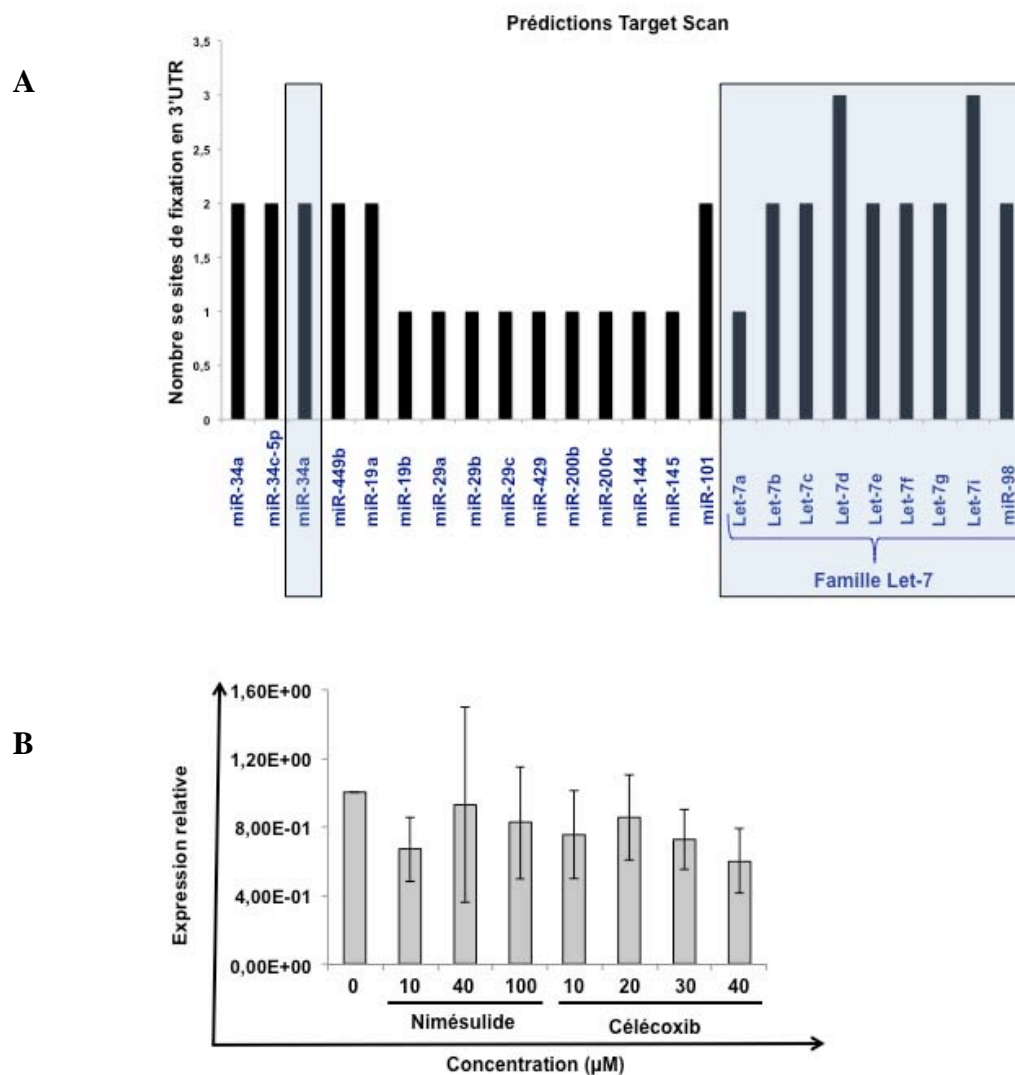 A
Prédictions Target Scan
Nombre se sites de fixation en 3'UTR
3,5
3
2,5
2
1,5
1
0,5
0
miR-34a
miR-34c-5p
miR-34a
miR-449b
miR-19a
miR-19b
miR-29a
miR-29b
miR-29c
miR-429
miR-200b
miR-200c
miR-144
miR-145
miR-101
Let-7a
Let-7b
Let-7c
Let-7d
Let-7e
Let-7f
Let-7g
Let-7i
miR-98
Famille Let-7
B
Expression relative
1,60E+00
1,20E+00
8,00E-01
4,00E-01
0,00E+00
0 10 40 100 10 20 30 40
Nimésulide Célécoxib
Concentration (µM)